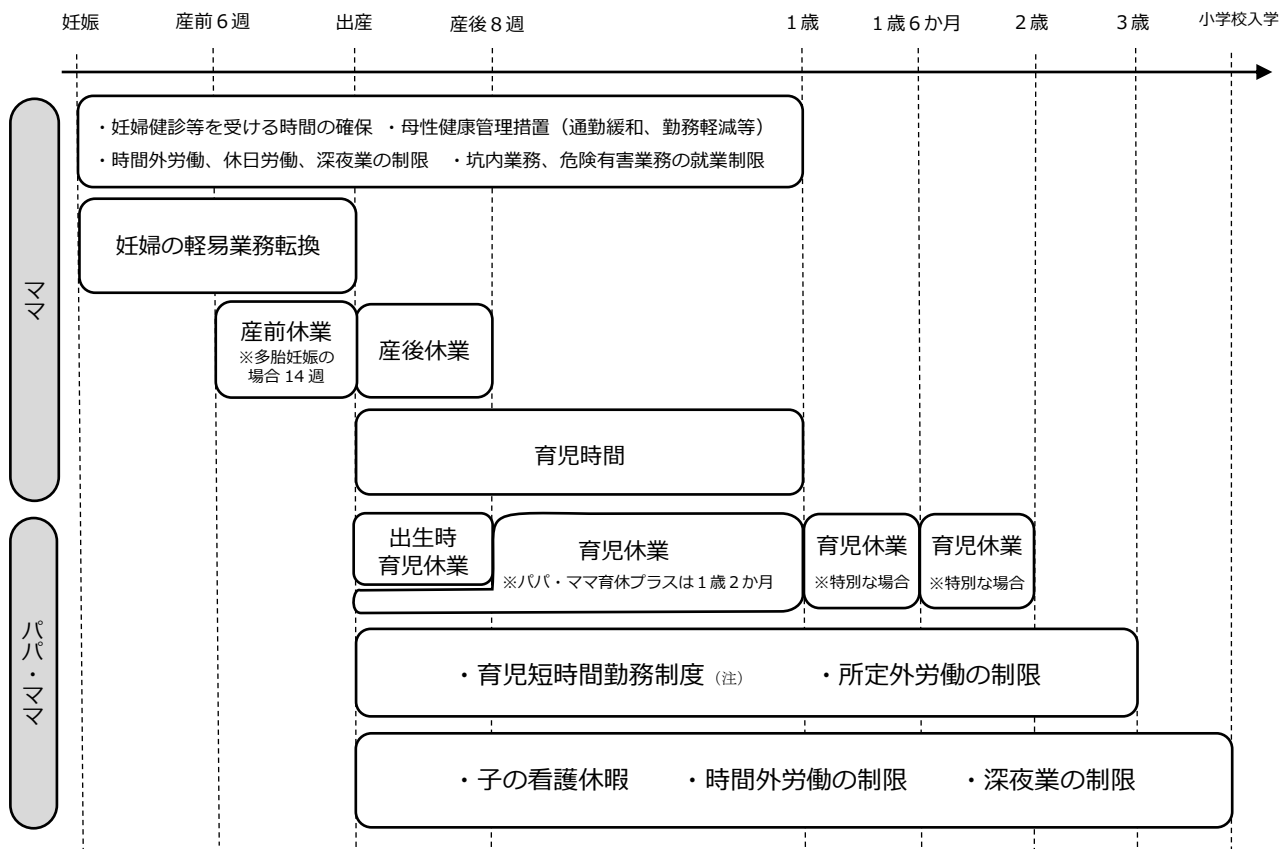 妊娠 産前６週 出産 産後８週 １歳 １歳６か月 ２歳 ３歳 小学校入学
ママ
・妊婦健診等を受ける時間の確保 ・母性健康管理措置（通勤緩和、勤務軽減等）
・時間外労働、休日労働、深夜業の制限 ・坑内業務、危険有害業務の就業制限
妊婦の軽易業務転換
産前休業
※多胎妊娠の
場合 14 週
産後休業
育児時間
パパ・ママ
出生時
育児休業
育児休業
※パパ・ママ育休プラスは１歳２か月
育児休業
※特別な場合
育児休業
※特別な場合
・育児短時間勤務制度（注） ・所定外労働の制限
・子の看護休暇 ・時間外労働の制限 ・深夜業の制限